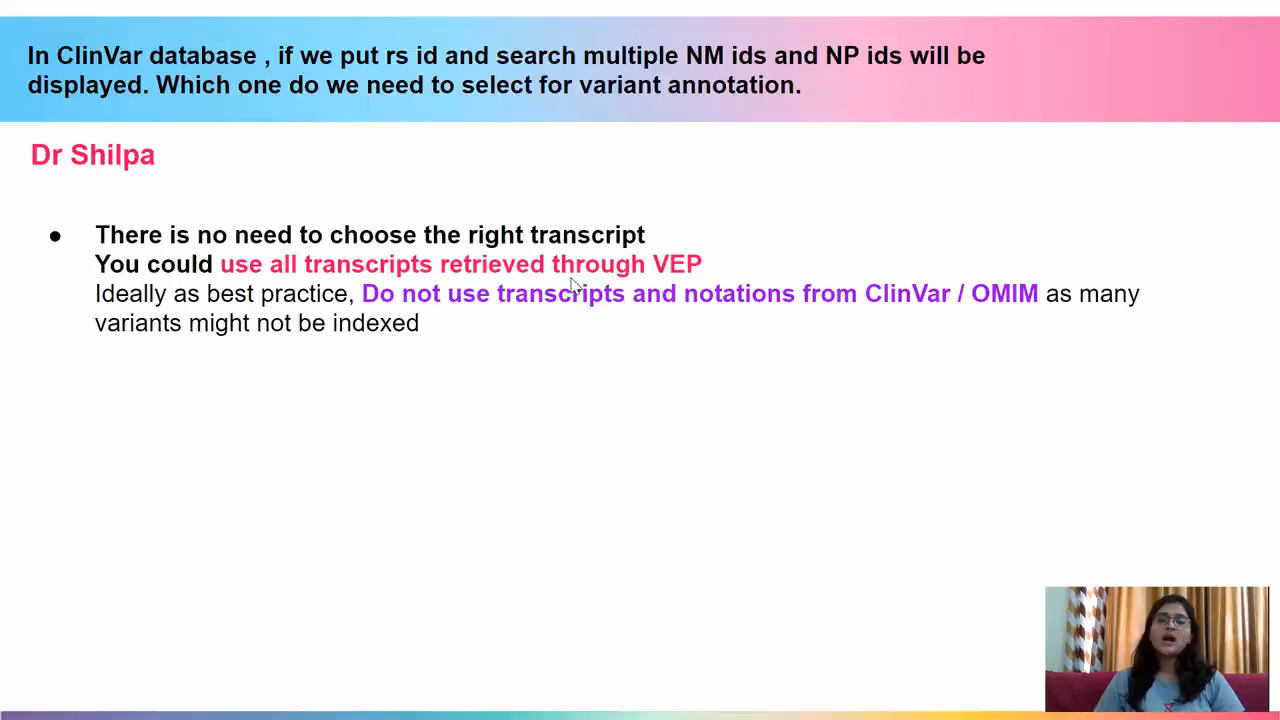 In ClinVar database , if we put rs id and search multiple NM ids and NP ids will be
displayed. Which one do we need to select for variant annotation.
Dr Shilpa
● There is no need to choose the right transcript
You could use all transcripts retrieved through VEP
Ideally as best practice, Do not use transcripts and notations from ClinVar / OMIM as many
variants might not be indexed